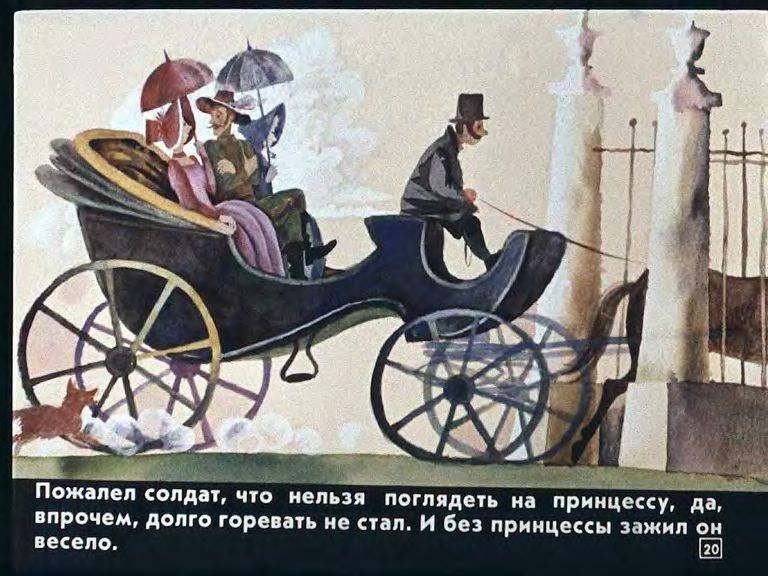 Пожалел солдат, что нельзя поглядеть на принцессу, да,
впрочем, долго горевать не стал. И без принцессы зажил он
весело.
20